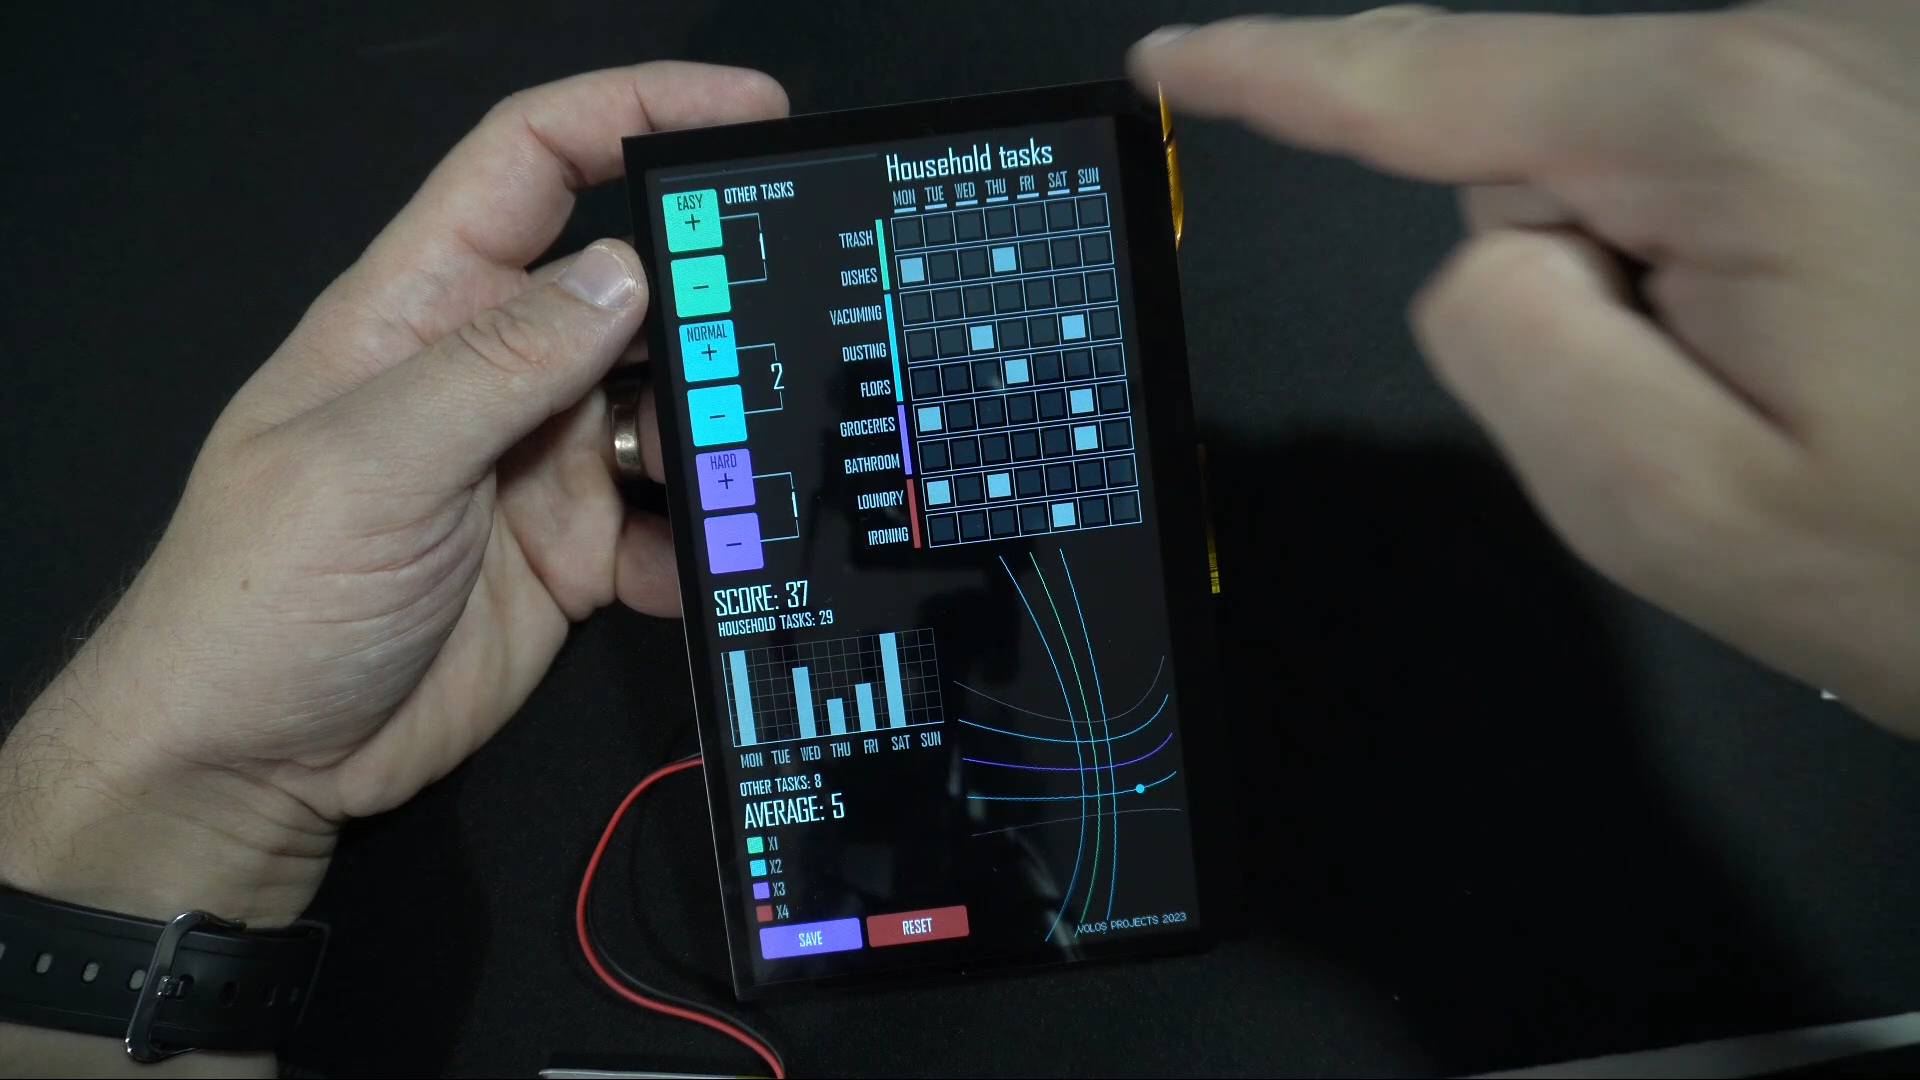 Household tasks
MON TUE WED THU FRI SAT SUN
EASY
+
OTHER TASKS
1
-
NORMAL
+
2
-
HARD
+
1
-
TRASH
DISHES
VACUMING
DUSTING
FLORS
GROCERIES
BATHROOM
LOUNDRY
IRONING
SCORE: 37
HOUSEHOLD TASKS: 29
MON TUE WED THU FRI SAT SUN
OTHER TASKS: 8
AVERAGE: 5
X1
X2
X3
X4
SAVE
RESET
VOLOS PROJECTS 2023